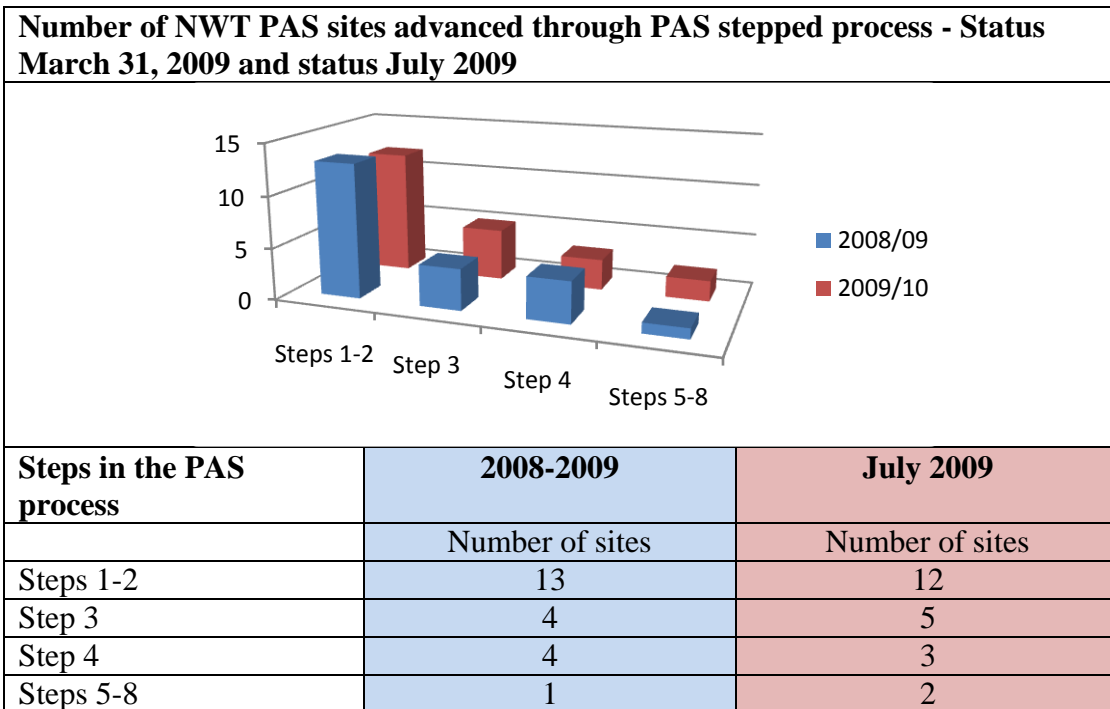 Number of NWT PAS sites advanced through PAS stepped process - Status
March 31, 2009 and status July 2009
15
10
5
0
Steps 1-2
Step 3
Step 4
Steps 5-8
2008/09
2009/10
Steps in the PAS
process
2008-2009
July 2009
Number of sites
Number of sites
Steps 1-2 13 12
Step 3 4 5
Step 4 4 3
Steps 5-8 1 2